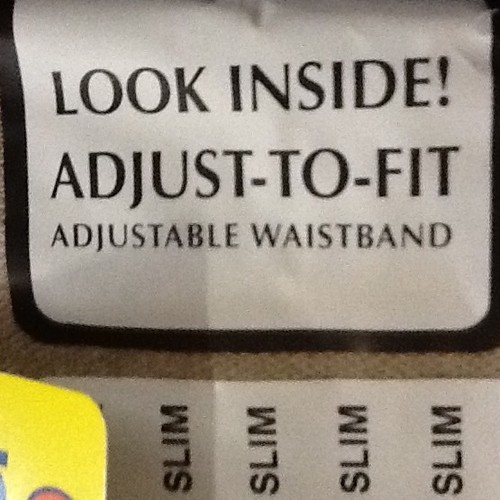 LOOK INSIDE!
ADJUST-TO-FIT
ADJUSTABLE WAISTBAND
SLIM SLIM SLIM SLIM